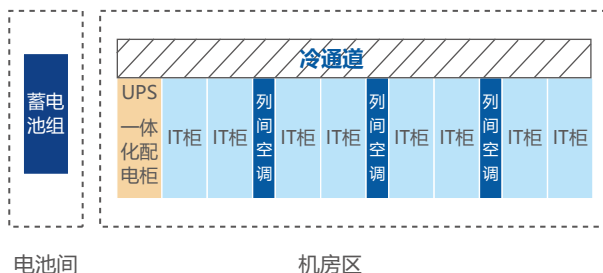 冷通道
蓄电
池组
UPS
一体
化配
电柜
IT柜
IT柜
列间空调
IT柜
IT柜
列间空调
IT柜
IT柜
列间空调
IT柜
IT柜
电池间
机房区